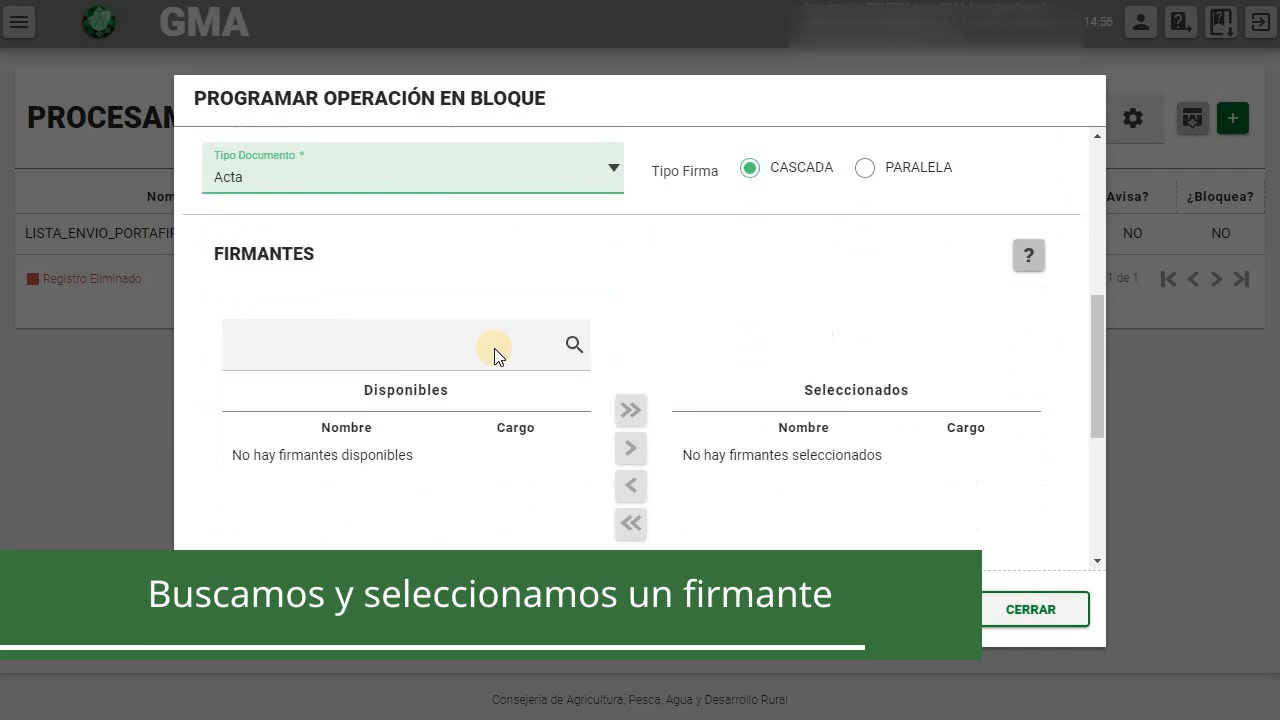 GMA
14:56
PROCESAM
PROGRAMAR OPERACIÓN EN BLOQUE
Tipo Documento *
Acta
Tipo Firma
CASCADA
PARALELA
Nom
Avisa?
¿Bloquea?
LISTA_ENVIO_PORTAFIR
NO
NO
Registro Eliminado
1 de 1
FIRMANTES
?
Disponibles
Seleccionados
Nombre
Cargo
Nombre
Cargo
No hay firmantes disponibles
No hay firmantes seleccionados
Buscamos y seleccionamos un firmante
CERRAR
Consejería de Agricultura, Pesca, Agua y Desarrollo Rural